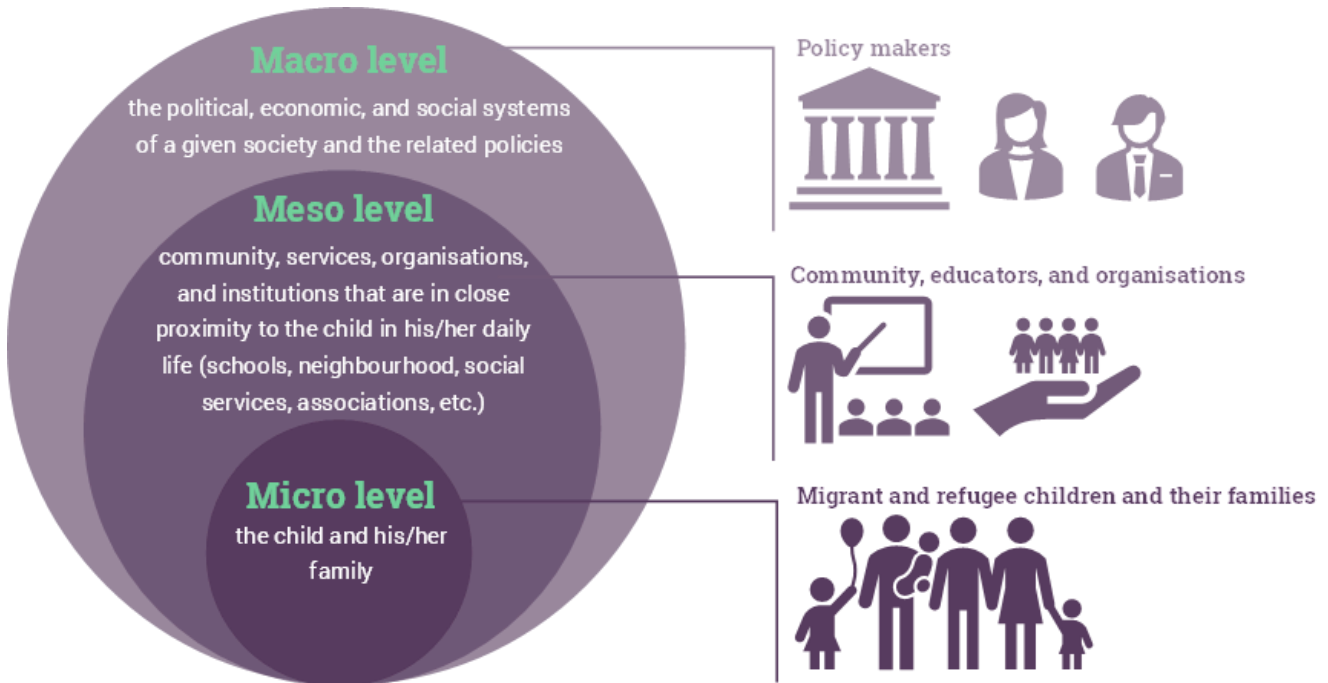 Macro level
the political, economic, and social systems
of a given society and the related policies
Meso level
community, services, organisations,
and institutions that are in close
proximity to the child in his/her daily
life (schools, neighbourhood, social
services, associations, etc.)
Micro level
the child and his/her
family
Policy makers
Community, educators, and organisations
Migrant and refugee children and their families